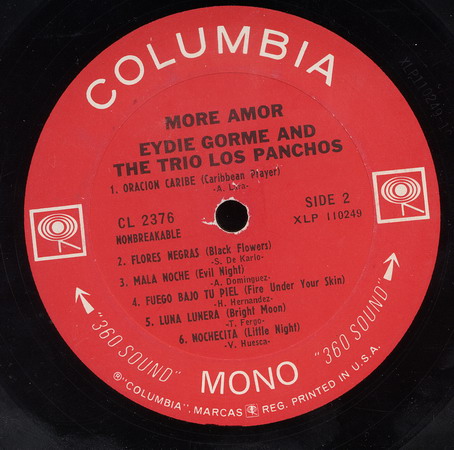 COLUMBIA
MORE AMOR
EYDIE GORME AND
THE TRIO LOS PANCHOS
1. ORACION CARIBE (Caribbean Prayer)
-A. Lara-
CL 2376
NONBREAKABLE
SIDE 2
XLP 110249
2. FLORES NEGRAS (Black Flowers)
-S. De Karlo-
3. MALA NOCHE (Evil Night)
-A. Dominguez-
4. FUEGO BAJO TU PIEL (Fire Under Your Skin)
-H. Hernandez-
5. LUNA LUNERA (Bright Moon)
-T. Fergo-
6. NOCHECITA (Little Night)
-V. Huesca-
"360 SOUND"
"360 SOUND"
MONO
℗"COLUMBIA", MARCAS REG. PRINTED IN U.S.A.